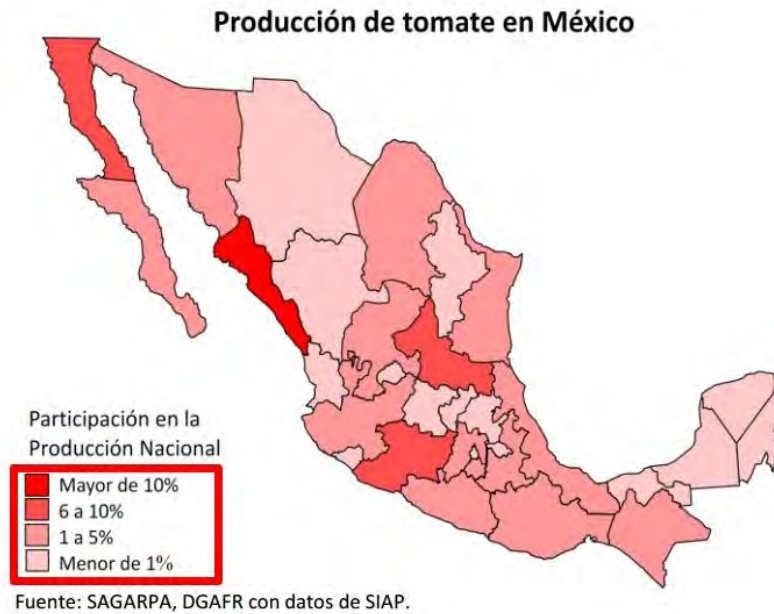 Producción de tomate en México
Participación en la
Producción Nacional
Mayor de 10%
6 a 10%
1 a 5%
Menor de 1%
Fuente: SAGARPA, DGAFR con datos de SIAP.